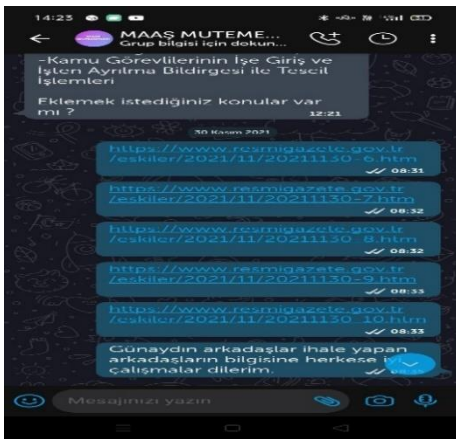 14:23
MAAŞ MUTEME...
Grup bilgisi için dokun...
-Kamu Görevlilerinin İşe Giriş ve
İşten Ayrılma Bildirgesi ile Tescil
İşlemleri
Eklemek istediğiniz konular var
mı ?
12:21
30 Kasım 2021
https://www.resmigazete.gov.tr
/eskiler/2021/11/20211130-6.htm
08:31
https://www.resmigazete.gov.tr
/eskiler/2021/11/20211130-7.htm
08:32
https://www.resmigazete.gov.tr
/eskiler/2021/11/20211130-8.htm
08:32
https://www.resmigazete.gov.tr
/eskiler/2021/11/20211130-9.htm
08:33
https://www.resmigazete.gov.tr
/eskiler/2021/11/20211130-10.htm
08:33
Günaydın arkadaşlar ihale yapan
arkadaşların bilgisine herkese iyi
çalışmalar dilerim.
Mesajınızı yazın